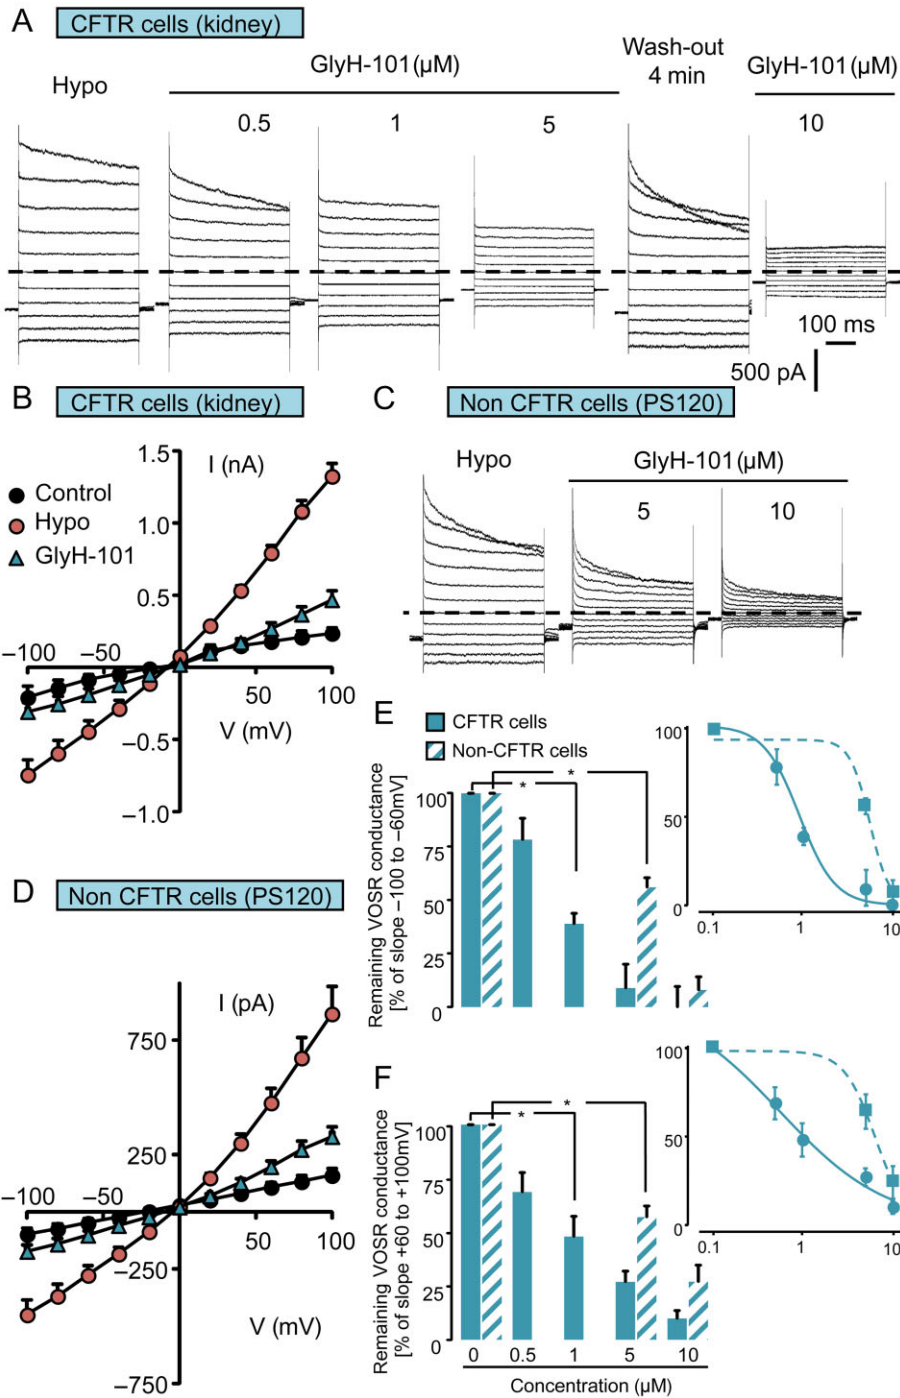 A CFTR cells (kidney)
Hypo
GlyH-101 (μM)
Wash-out
4 min
GlyH-101 (μM)
0.5 1 5 10
100 ms
500 pA
B CFTR cells (kidney)
I (nA)
1.5
1.0
0.5
−0.5
−1.0
−100 −50 50 100
V (mV)
Control
Hypo
GlyH-101
C Non CFTR cells (PS120)
Hypo
GlyH-101 (μM)
5 10
D Non CFTR cells (PS120)
I (pA)
750
250
−250
−750
−100 −50 50 100
V (mV)
E
CFTR cells
Non-CFTR cells
Remaining VOSR conductance
[% of slope −100 to −60mV]
100
75
50
25
0
* *
100
50
0
0.1 1 10
F
Remaining VOSR conductance
[% of slope +60 to +100mV]
100
75
50
25
0
* *
0 0.5 1 5 10
Concentration (μM)
100
50
0
0.1 1 10